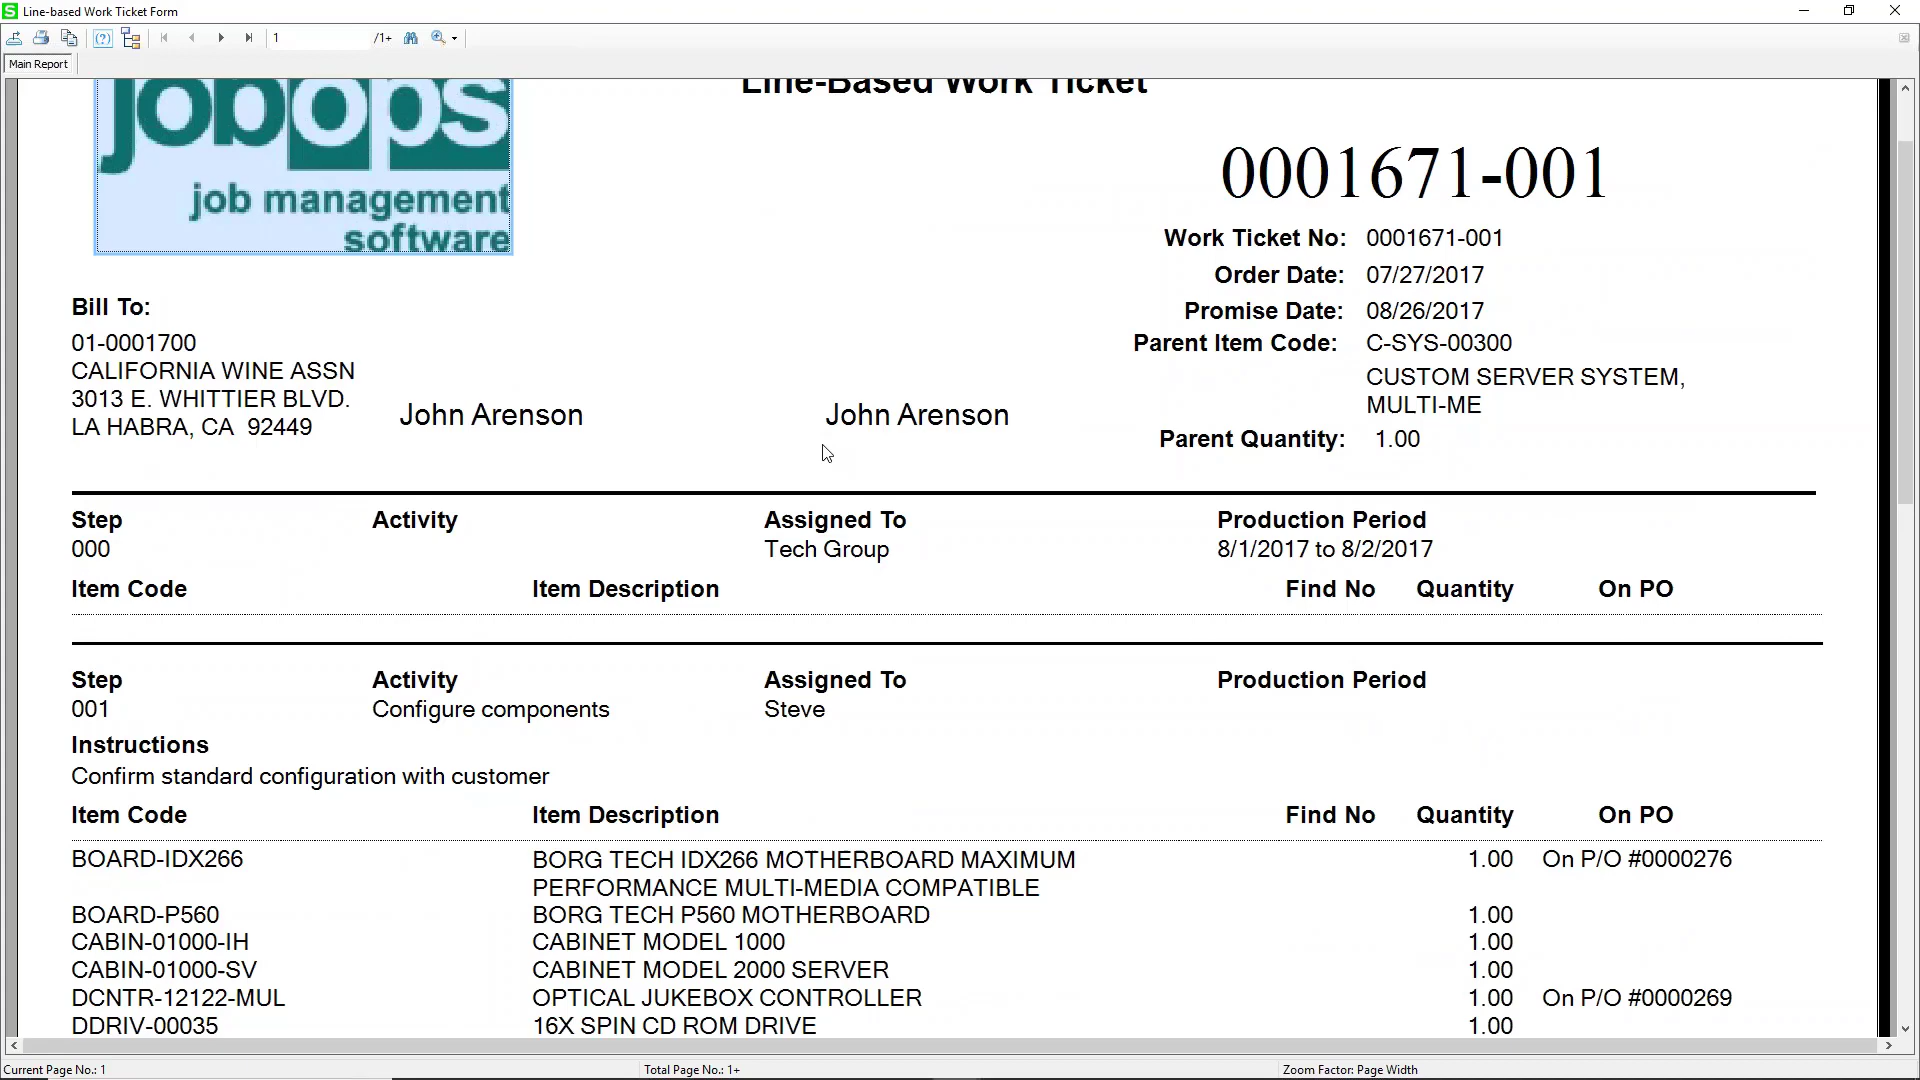 Line-based Work Ticket Form
1 /1+
Main Report
jobops
job management
software
Line-Based Work Ticket
0001671-001
Work Ticket No: 0001671-001
Order Date: 07/27/2017
Promise Date: 08/26/2017
Parent Item Code: C-SYS-00300
CUSTOM SERVER SYSTEM,
MULTI-ME
Parent Quantity: 1.00
Bill To:
01-0001700
CALIFORNIA WINE ASSN
3013 E. WHITTIER BLVD.
LA HABRA, CA 92449
John Arenson John Arenson
Step Activity Assigned To Production Period
000 Tech Group 8/1/2017 to 8/2/2017
Item Code Item Description Find No Quantity On PO
Step Activity Assigned To Production Period
001 Configure components Steve
Instructions
Confirm standard configuration with customer
Item Code Item Description Find No Quantity On PO
BOARD-IDX266 BORG TECH IDX266 MOTHERBOARD MAXIMUM 1.00 On P/O #0000276
PERFORMANCE MULTI-MEDIA COMPATIBLE
BOARD-P560 BORG TECH P560 MOTHERBOARD 1.00
CABIN-01000-IH CABINET MODEL 1000 1.00
CABIN-01000-SV CABINET MODEL 2000 SERVER 1.00
DCNTR-12122-MUL OPTICAL JUKEBOX CONTROLLER 1.00 On P/O #0000269
DDRIV-00035 16X SPIN CD ROM DRIVE 1.00
Current Page No.: 1 Total Page No.: 1+ Zoom Factor: Page Width